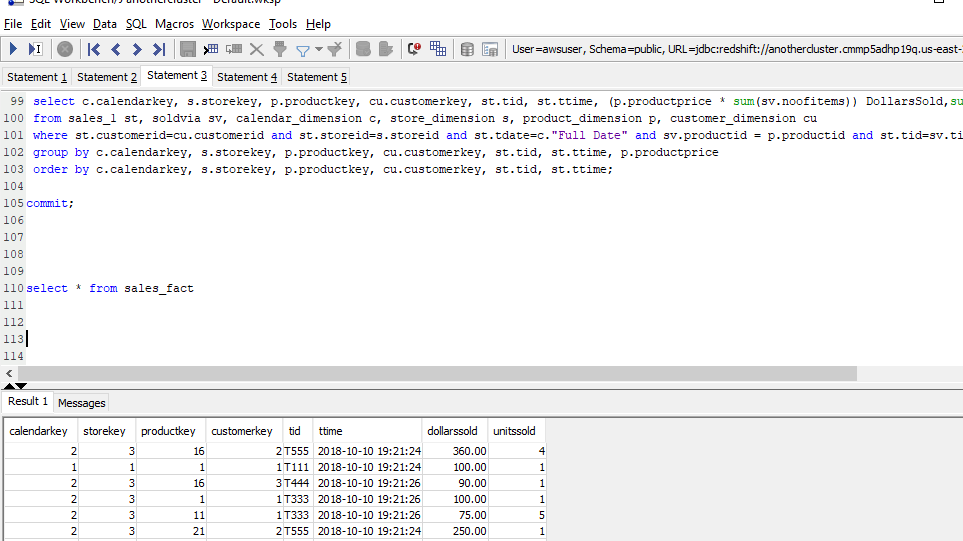 SQL Workbench/J anothercluster - Default.wksp
File Edit View Data SQL Macros Workspace Tools Help
User=awsuser, Schema=public, URL=jdbc:redshift://anothercluster.cmmp5adhp19q.us-east-
Statement 1 Statement 2 Statement 3 Statement 4 Statement 5
99 select c.calendarkey, s.storekey, p.productkey, cu.customerkey, st.tid, st.ttime, (p.productprice * sum(sv.noofitems)) DollarsSold,su
100 from sales_1 st, soldvia sv, calendar_dimension c, store_dimension s, product_dimension p, customer_dimension cu
101 where st.customerid=cu.customerid and st.storeid=s.storeid and st.tdate=c."Full Date" and sv.productid = p.productid and st.tid=sv.ti
102 group by c.calendarkey, s.storekey, p.productkey, cu.customerkey, st.tid, st.ttime, p.productprice
103 order by c.calendarkey, s.storekey, p.productkey, cu.customerkey, st.tid, st.ttime;
104
105 commit;
106
107
108
109
110 select * from sales_fact
111
112
113
114
Result 1 Messages
calendarkey storekey productkey customerkey tid ttime dollarssold unitssold
2 3 16 2 T555 2018-10-10 19:21:24 360.00 4
1 1 1 1 T111 2018-10-10 19:21:24 100.00 1
2 3 16 3 T444 2018-10-10 19:21:26 90.00 1
2 3 1 1 T333 2018-10-10 19:21:26 100.00 1
2 3 11 1 T333 2018-10-10 19:21:26 75.00 5
2 3 21 2 T555 2018-10-10 19:21:24 250.00 1